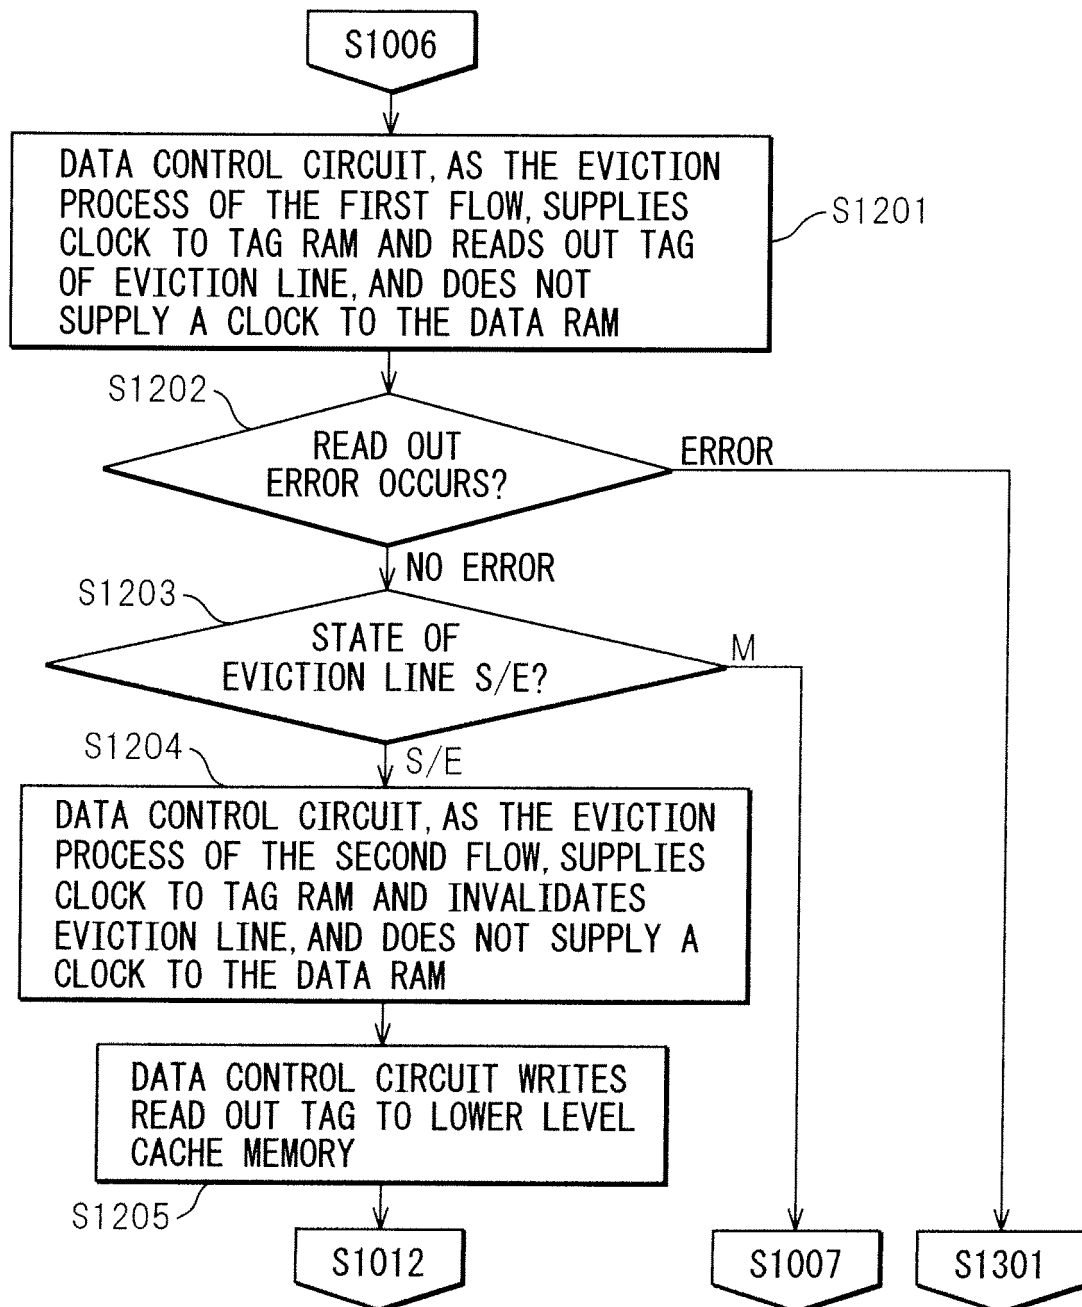 S1006
DATA CONTROL CIRCUIT, AS THE EVICTION
PROCESS OF THE FIRST FLOW, SUPPLIES
CLOCK TO TAG RAM AND READS OUT TAG
OF EVICTION LINE, AND DOES NOT
SUPPLY A CLOCK TO THE DATA RAM
S1201
S1202
READ OUT
ERROR OCCURS?
ERROR
NO ERROR
S1203
STATE OF
EVICTION LINE S/E?
M
S/E
S1204
DATA CONTROL CIRCUIT, AS THE EVICTION
PROCESS OF THE SECOND FLOW, SUPPLIES
CLOCK TO TAG RAM AND INVALIDATES
EVICTION LINE, AND DOES NOT SUPPLY A
CLOCK TO THE DATA RAM
DATA CONTROL CIRCUIT WRITES
READ OUT TAG TO LOWER LEVEL
CACHE MEMORY
S1205
S1012
S1007
S1301